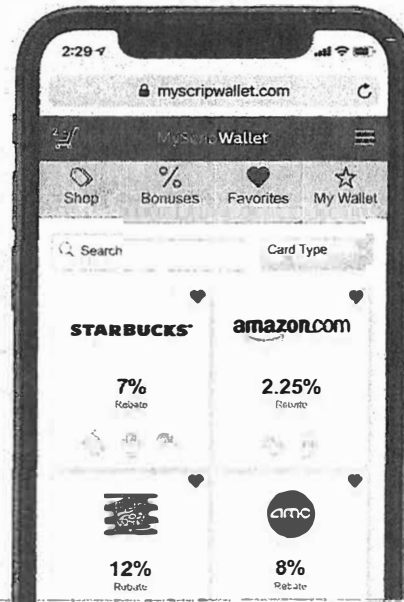 2:29
myscripwallet.com
MyScripWallet
Shop Bonuses Favorites My Wallet
Search Card Type
STARBUCKS® amazon.com
7% 2.25%
Rebate Rebate
amc
12% 8%
Rebate Rebate